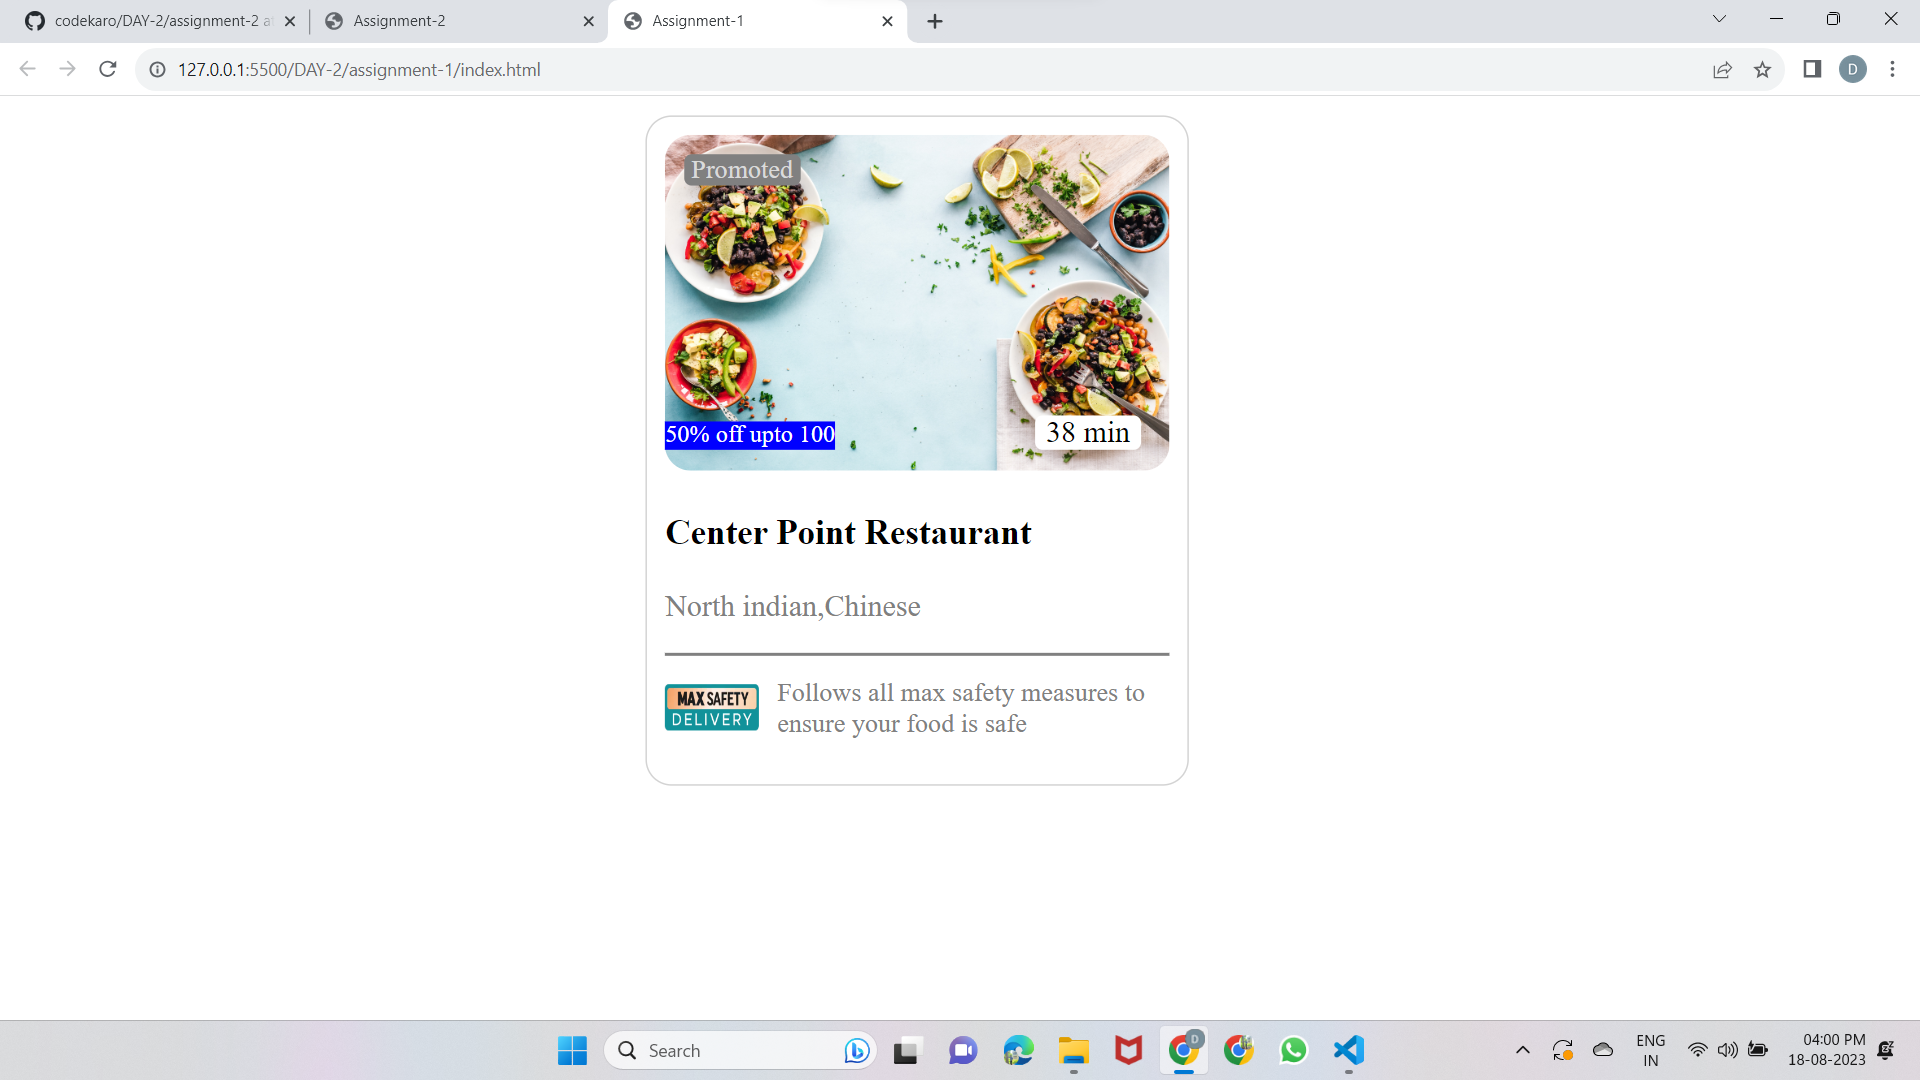 codekaro/DAY-2/assignment-2 a
Assignment-2
Assignment-1
127.0.0.1:5500/DAY-2/assignment-1/index.html
D
Promoted
50% off upto 100
38 min
Center Point Restaurant
North indian,Chinese
MAX SAFETY
DELIVERY
Follows all max safety measures to
ensure your food is safe
Search
D
ENG
IN
04:00 PM
18-08-2023